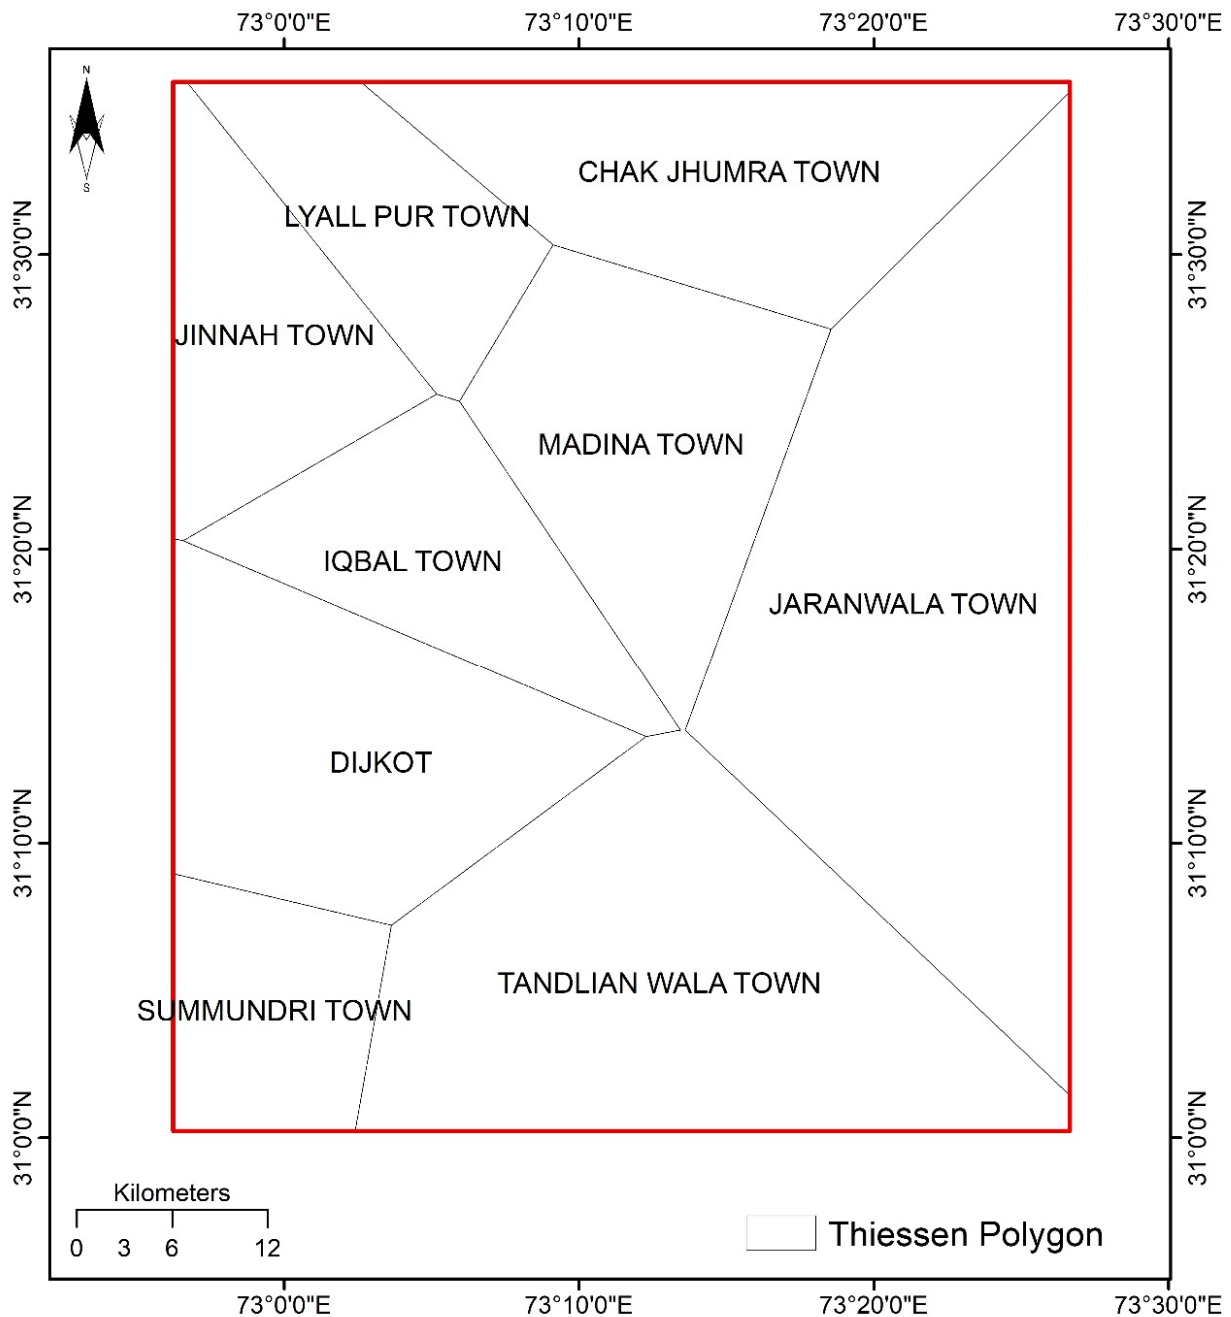 73°0'0"E 73°10'0"E 73°20'0"E 73°30'0"E
N
S
CHAK JHUMRA TOWN
LYALL PUR TOWN
31°30'0"N 31°30'0"N
JINNAH TOWN
MADINA TOWN
31°20'0"N 31°20'0"N
IQBAL TOWN
JARANWALA TOWN
DIJKOT
31°10'0"N 31°10'0"N
TANDLIAN WALA TOWN
SUMMUNDRI TOWN
31°0'0"N 31°0'0"N
Kilometers
0 3 6 12
Thiessen Polygon
73°0'0"E 73°10'0"E 73°20'0"E 73°30'0"E